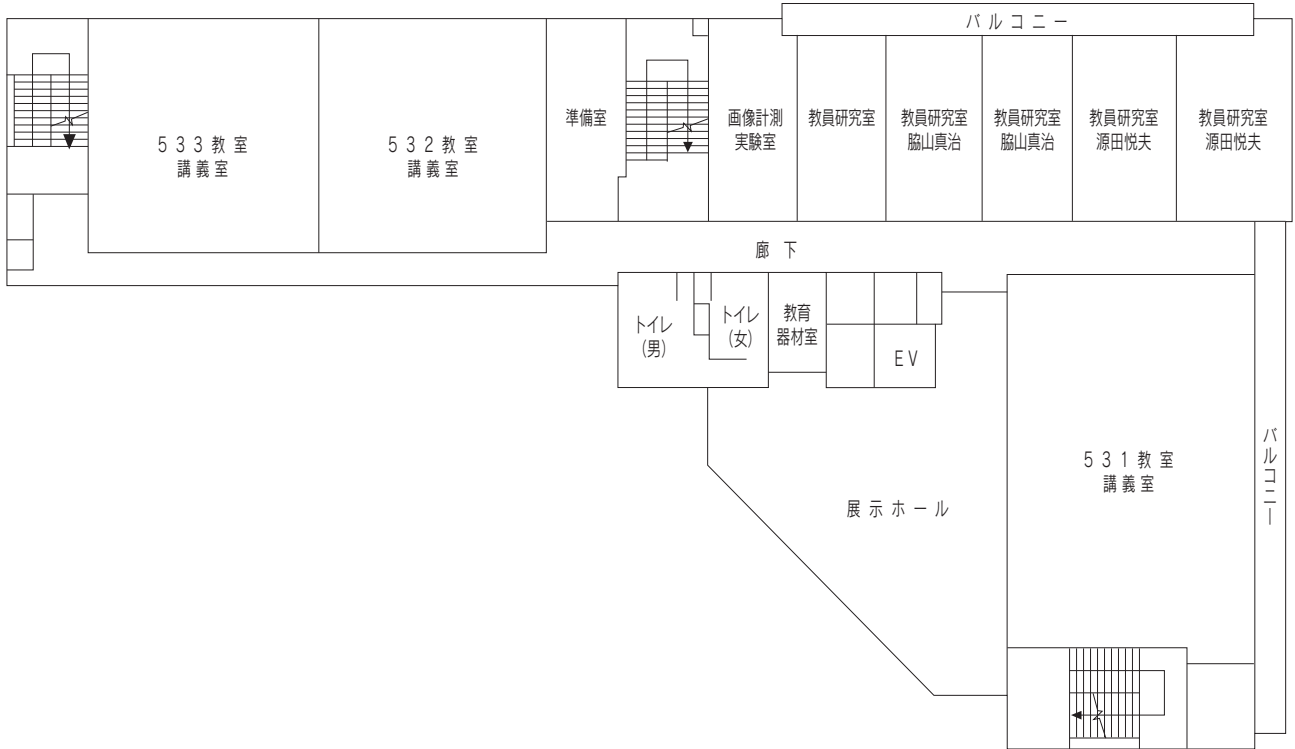 バルコニー
533教室
講義室
532教室
講義室
準備室
画像計測
実験室
教員研究室
教員研究室
脇山真治
教員研究室
脇山真治
教員研究室
源田悦夫
教員研究室
源田悦夫
廊下
トイレ
(男)
トイレ
(女)
教育
器材室
EV
展示ホール
531教室
講義室
バルコニー